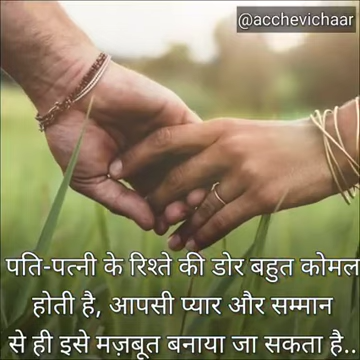 @acchevichaar
पति-पत्नी के रिश्ते की डोर बहुत कोमल
होती है, आपसी प्यार और सम्मान
से ही इसे मज़बूत बनाया जा सकता है..